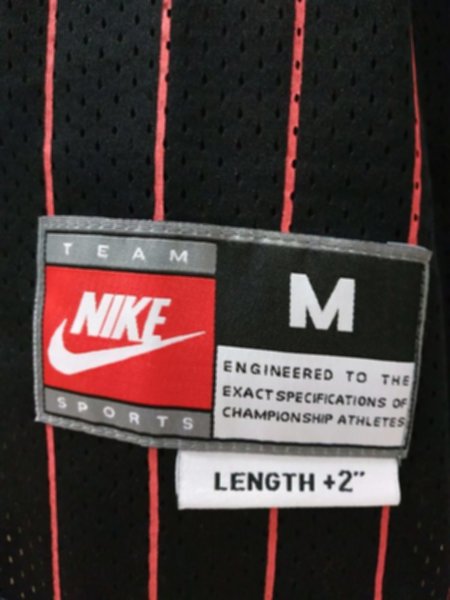 TEAM
NIKE
SPORTS
M
ENGINEERED TO THE
EXACT SPECIFICATIONS OF
CHAMPIONSHIP ATHLETES
LENGTH +2"